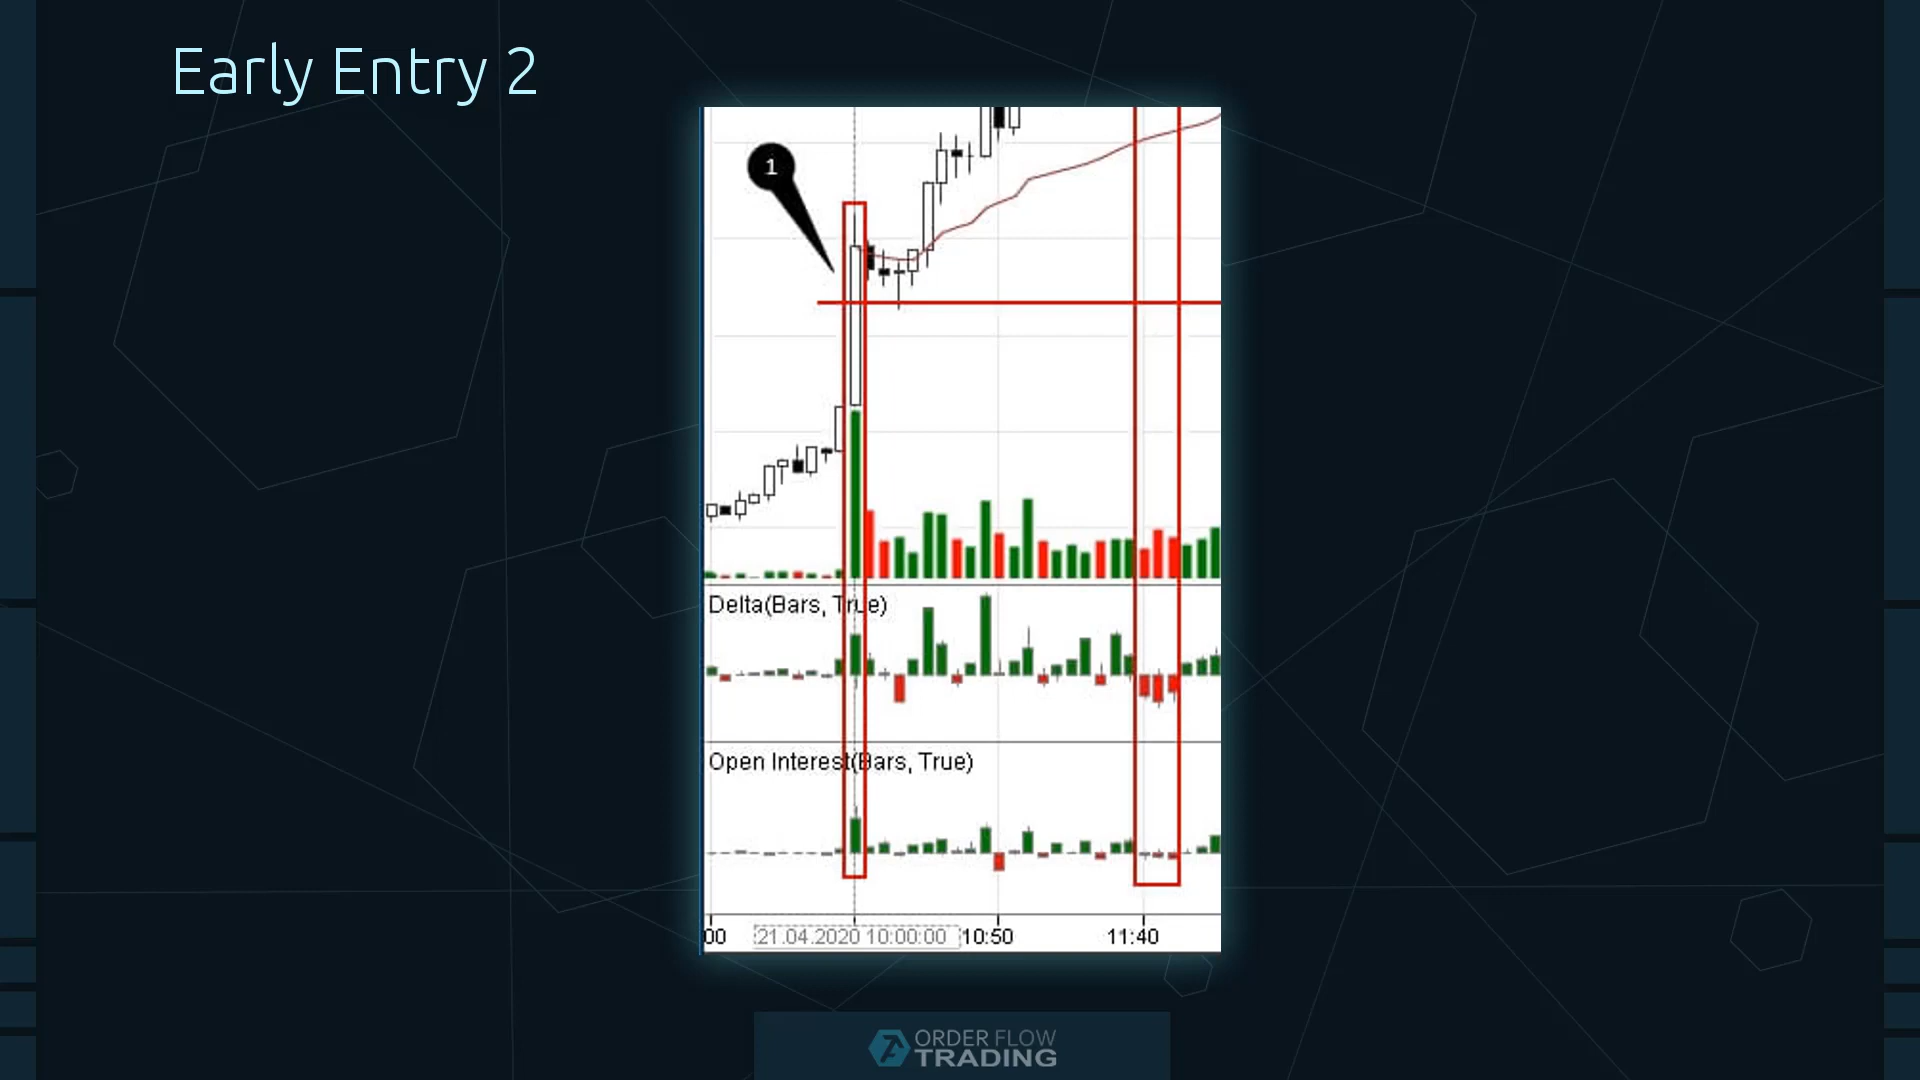 Early Entry 2
1
Delta(Bars, True)
Open Interest(Bars, True)
00
21.04.2020 10:00:00
10:50
11:40
ORDER FLOW
TRADING